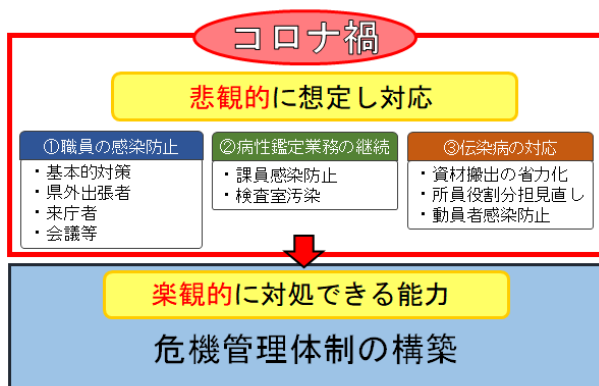 コロナ禍
悲観的に想定し対応
①職員の感染防止
・基本的対策
・県外出張者
・来庁者
・会議等
②病性鑑定業務の継続
・課員感染防止
・検査室汚染
③伝染病の対応
・資材搬出の省力化
・所員役割分担見直し
・動員者感染防止
楽観的に対処できる能力
危機管理体制の構築